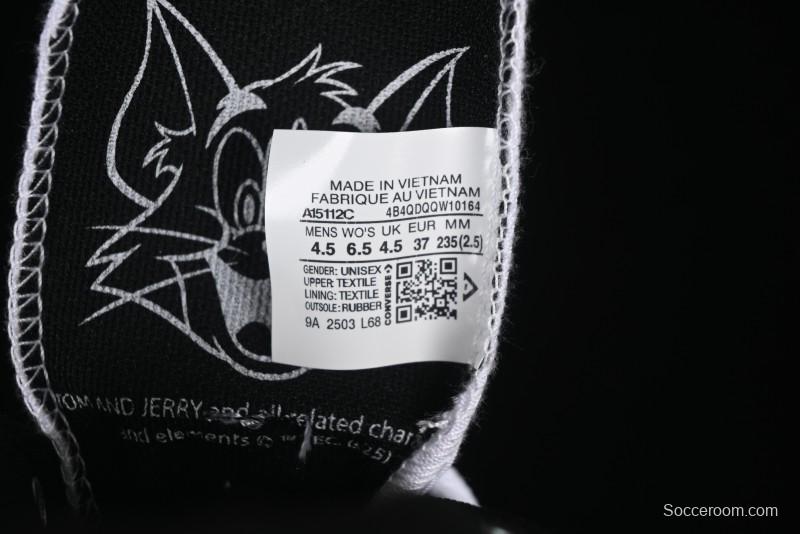 MADE IN VIETNAM
FABRIQUE AU VIETNAM
A15112C 4B4QDQQW10164
MENS WO'S UK EUR MM
4.5 6.5 4.5 37 235(2.5)
GENDER: UNISEX
UPPER: TEXTILE
LINING: TEXTILE
OUTSOLE: RUBBER
9A 2503 L68
CONVERSE
TOM AND JERRY and all related char
and elements © ™
Socceroom.com